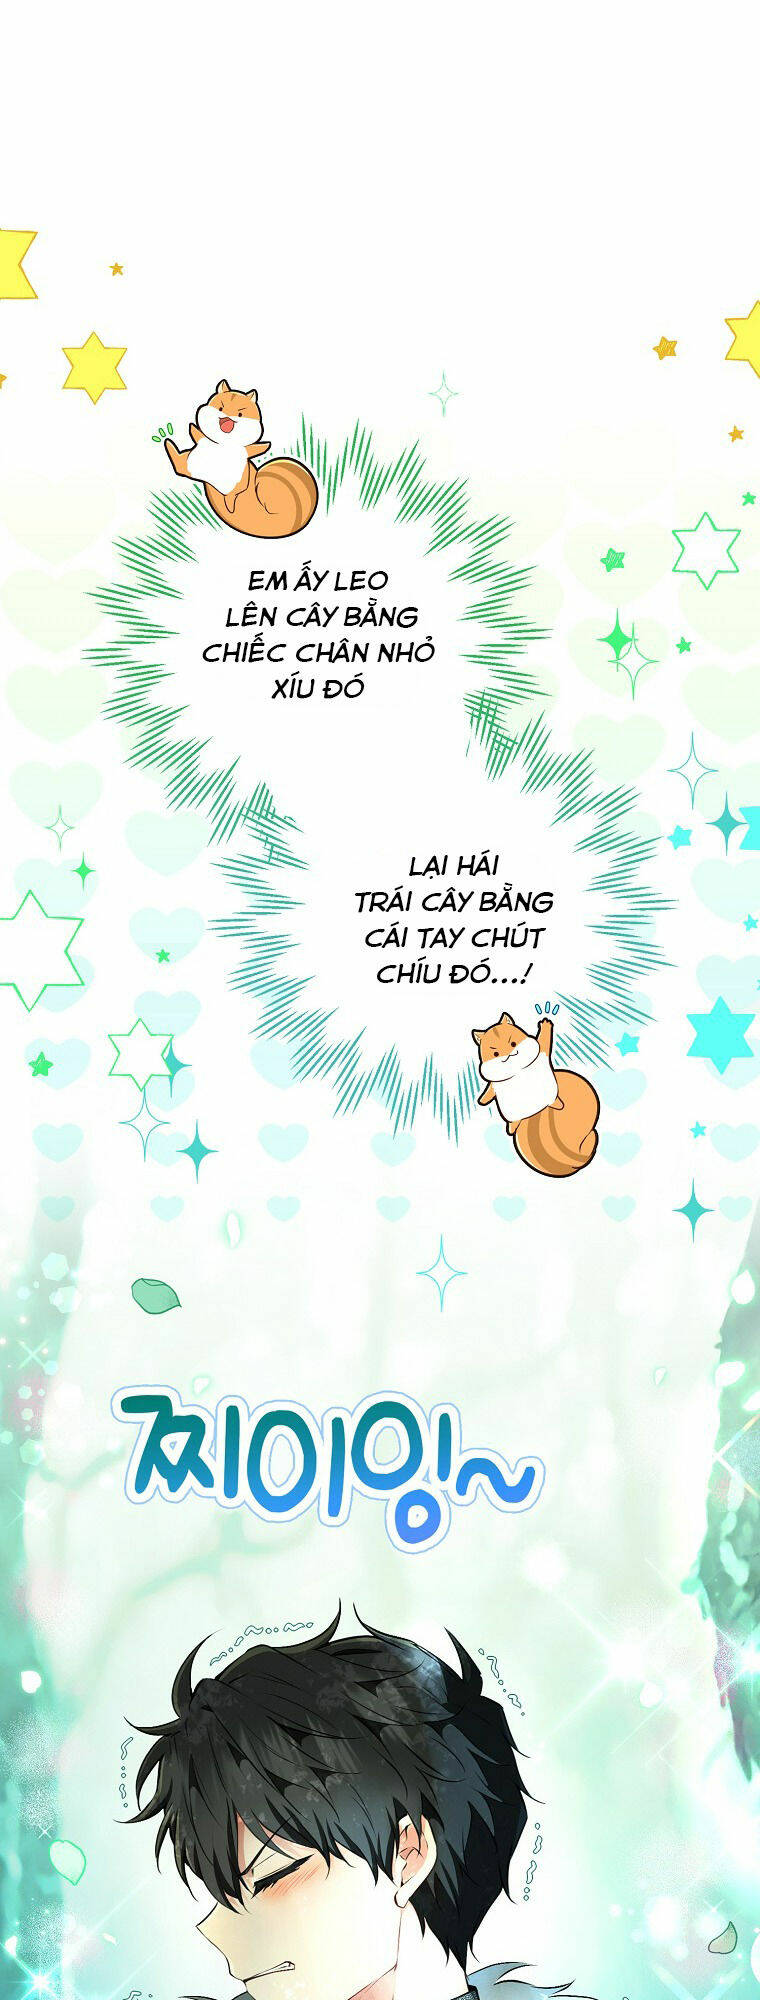 EM ẤY LEO
LÊN CÂY BẰNG
CHIẾC CHÂN NHỎ
XÍU ĐÓ
LẠI HÁI
TRÁI CÂY BẰNG
CÁI TAY CHÚT
CHÍU ĐÓ...!
찌이잉~